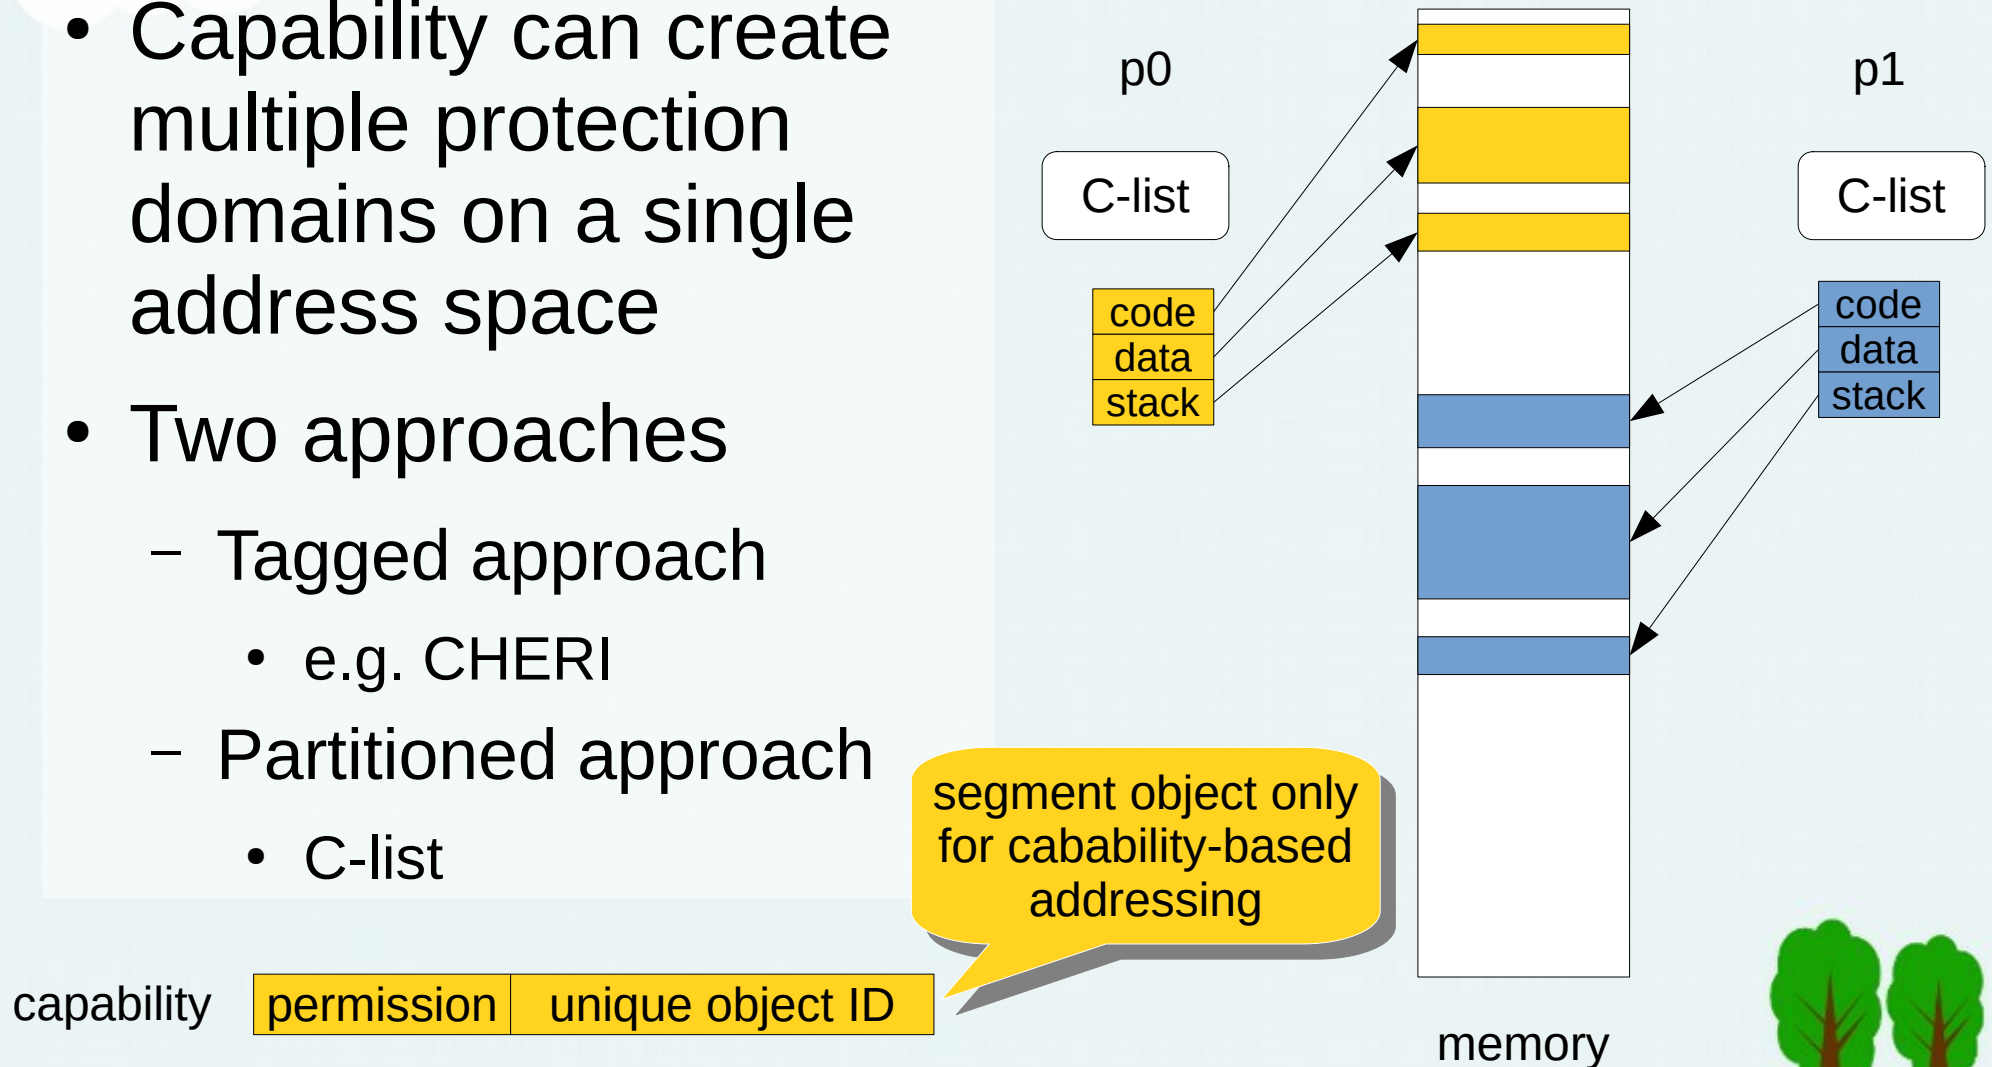 • Capability can create
multiple protection
domains on a single
address space
• Two approaches
– Tagged approach
• e.g. CHERI
– Partitioned approach
• C-list
p0
C-list
code
data
stack
p1
C-list
code
data
stack
segment object only
for cabability-based
addressing
capability permission unique object ID
memory